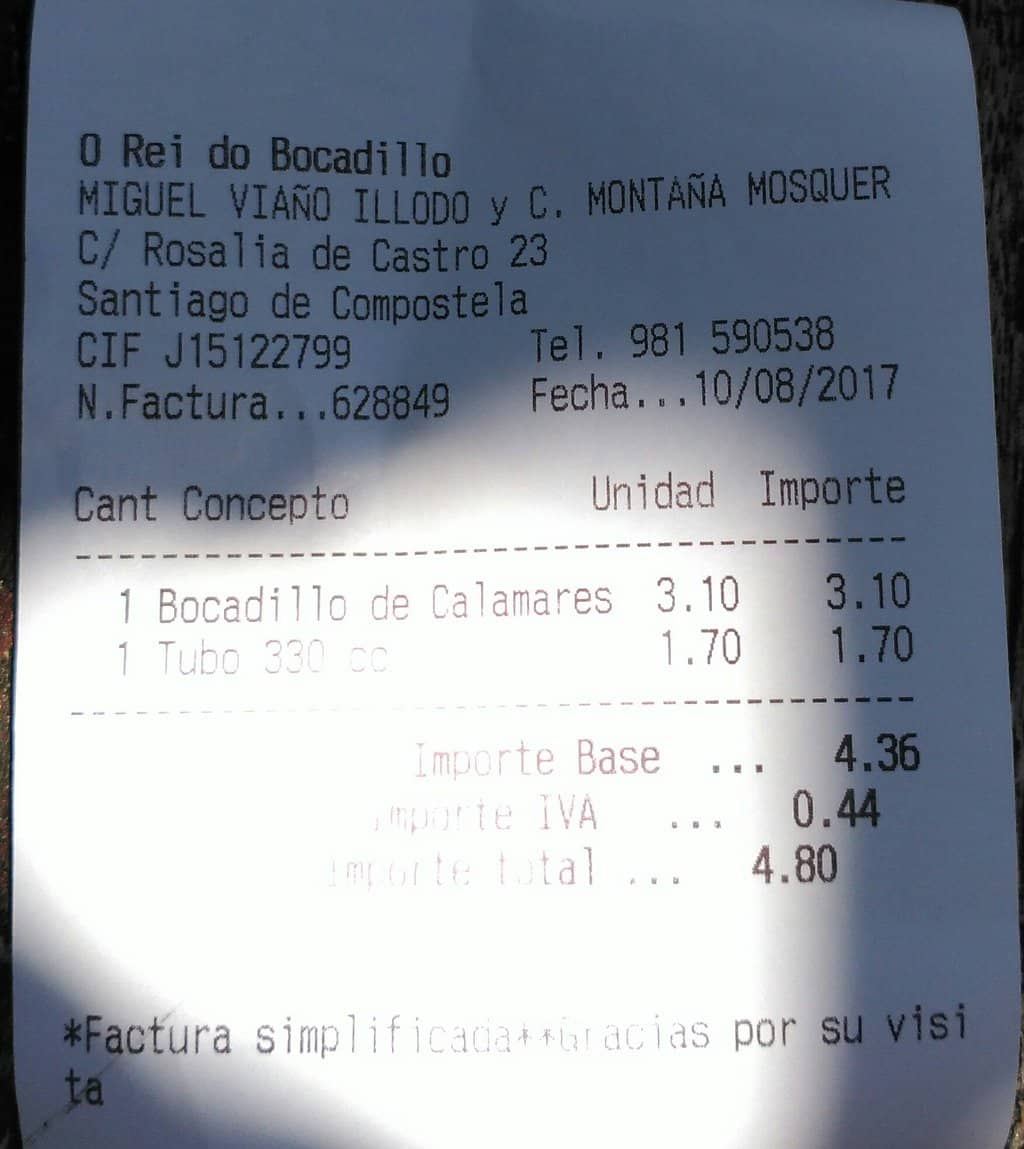 O Rei do Bocadillo
MIGUEL VIAÑO ILLODO y C. MONTAÑA MOSQUER
C/ Rosalia de Castro 23
Santiago de Compostela
CIF J15122799 Tel. 981 590538
N.Factura...628849 Fecha...10/08/2017
Cant Concepto Unidad Importe
--------------------------------
1 Bocadillo de Calamares 3.10 3.10
1 Tubo 330 cc 1.70 1.70
--------------------------------
Importe Base ... 4.36
Importe IVA ... 0.44
Importe total ... 4.80
*Factura simplificada**Gracias por su visi
ta